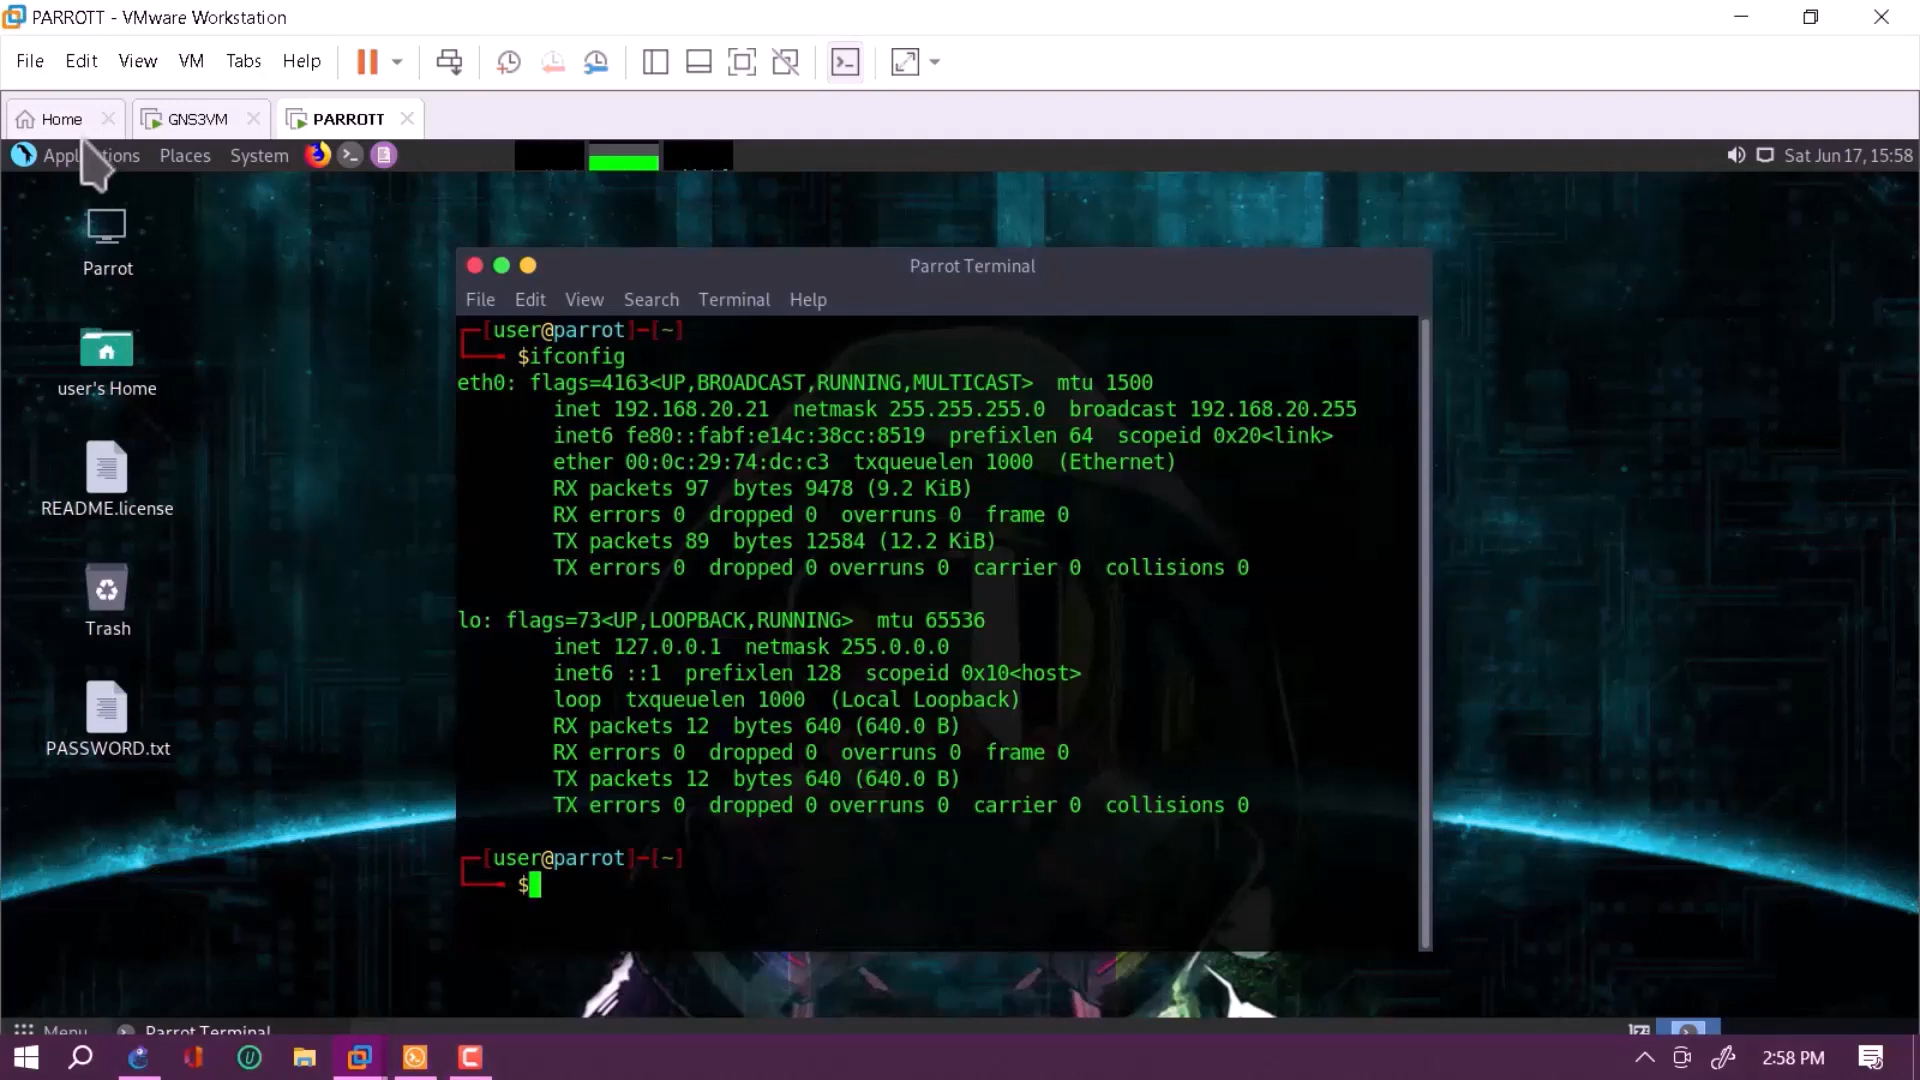 PARROTT - VMware Workstation
File Edit View VM Tabs Help
Home GNS3VM PARROTT
Applications Places System Sat Jun 17, 15:58
Parrot
user's Home
README.license
Trash
PASSWORD.txt
Parrot Terminal
File Edit View Search Terminal Help
[user@parrot]-[~]
$ifconfig
eth0: flags=4163<UP,BROADCAST,RUNNING,MULTICAST> mtu 1500
inet 192.168.20.21 netmask 255.255.255.0 broadcast 192.168.20.255
inet6 fe80::fabf:e14c:38cc:8519 prefixlen 64 scopeid 0x20<link>
ether 00:0c:29:74:dc:c3 txqueuelen 1000 (Ethernet)
RX packets 97 bytes 9478 (9.2 KiB)
RX errors 0 dropped 0 overruns 0 frame 0
TX packets 89 bytes 12584 (12.2 KiB)
TX errors 0 dropped 0 overruns 0 carrier 0 collisions 0
lo: flags=73<UP,LOOPBACK,RUNNING> mtu 65536
inet 127.0.0.1 netmask 255.0.0.0
inet6 ::1 prefixlen 128 scopeid 0x10<host>
loop txqueuelen 1000 (Local Loopback)
RX packets 12 bytes 640 (640.0 B)
RX errors 0 dropped 0 overruns 0 frame 0
TX packets 12 bytes 640 (640.0 B)
TX errors 0 dropped 0 overruns 0 carrier 0 collisions 0
[user@parrot]-[~]
$
Menu Parrot Terminal
2:58 PM